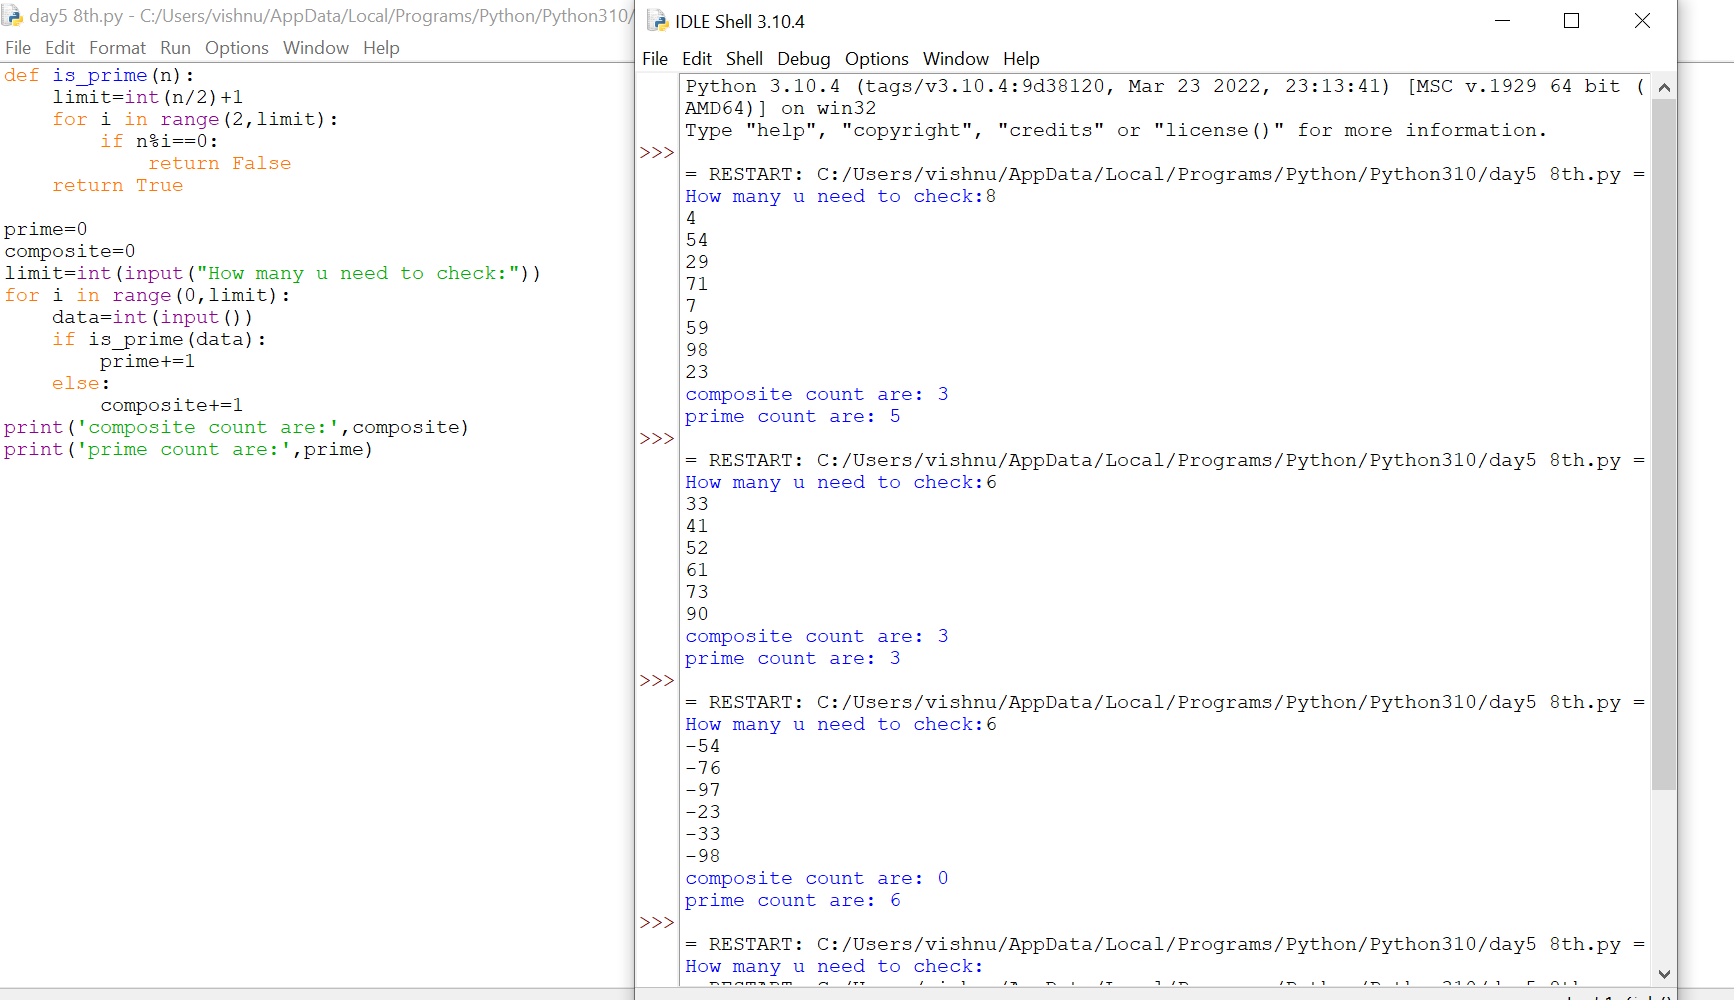 day5 8th.py - C:/Users/vishnu/AppData/Local/Programs/Python/Python310/
File Edit Format Run Options Window Help
def is_prime(n):
    limit=int(n/2)+1
    for i in range(2,limit):
        if n%i==0:
            return False
    return True
prime=0
composite=0
limit=int(input("How many u need to check:"))
for i in range(0,limit):
    data=int(input())
    if is_prime(data):
        prime+=1
    else:
        composite+=1
print('composite count are:',composite)
print('prime count are:',prime)
IDLE Shell 3.10.4
File Edit Shell Debug Options Window Help
Python 3.10.4 (tags/v3.10.4:9d38120, Mar 23 2022, 23:13:41) [MSC v.1929 64 bit (
AMD64)] on win32
Type "help", "copyright", "credits" or "license()" for more information.
>>>
= RESTART: C:/Users/vishnu/AppData/Local/Programs/Python/Python310/day5 8th.py =
How many u need to check:8
4
54
29
71
7
59
98
23
composite count are: 3
prime count are: 5
>>>
= RESTART: C:/Users/vishnu/AppData/Local/Programs/Python/Python310/day5 8th.py =
How many u need to check:6
33
41
52
61
73
90
composite count are: 3
prime count are: 3
>>>
= RESTART: C:/Users/vishnu/AppData/Local/Programs/Python/Python310/day5 8th.py =
How many u need to check:6
-54
-76
-97
-23
-33
-98
composite count are: 0
prime count are: 6
>>>
= RESTART: C:/Users/vishnu/AppData/Local/Programs/Python/Python310/day5 8th.py =
How many u need to check: